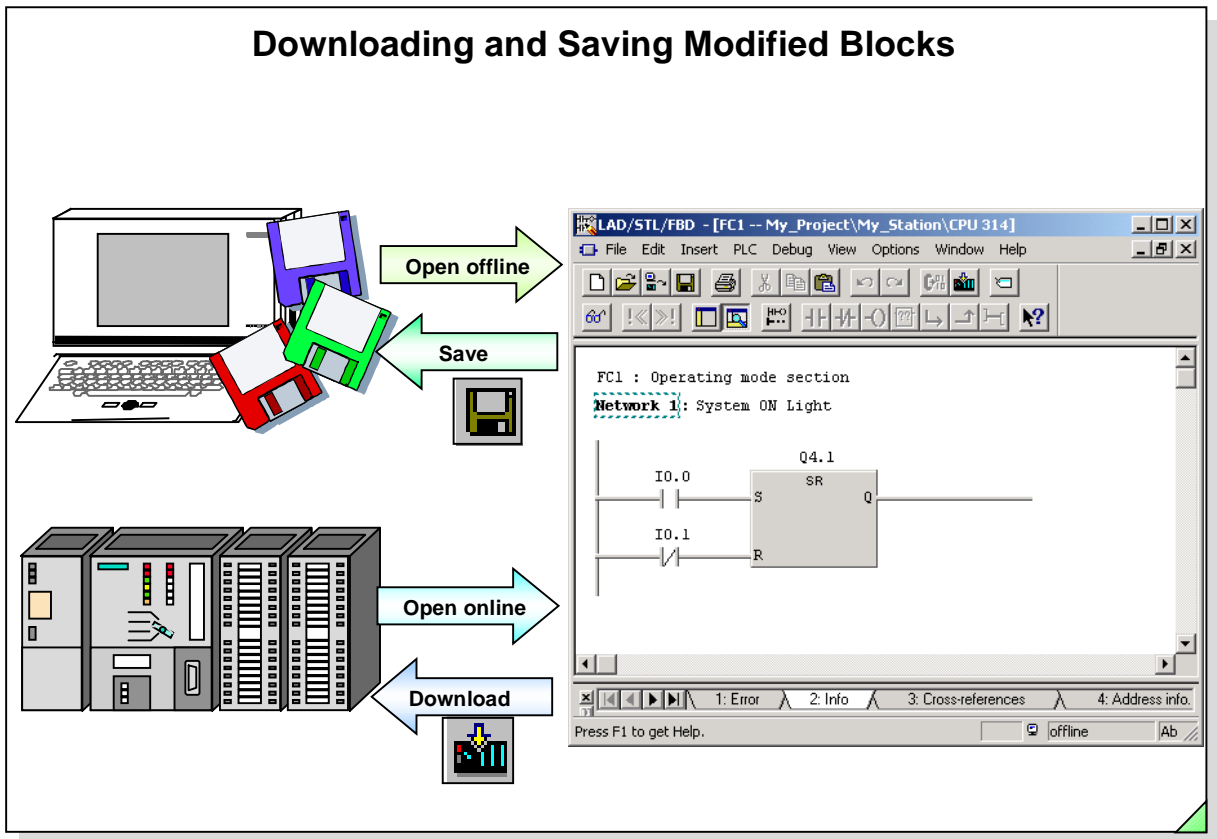 Downloading and Saving Modified Blocks
Open offline
Save
Open online
Download
LAD/STL/FBD - [FC1 -- My_Project\My_Station\CPU 314]
File Edit Insert PLC Debug View Options Window Help
FC1 : Operating mode section
Network 1: System ON Light
Q4.1
I0.0
SR
S Q
I0.1
R
1: Error 2: Info 3: Cross-references 4: Address info.
Press F1 to get Help. offline Ab